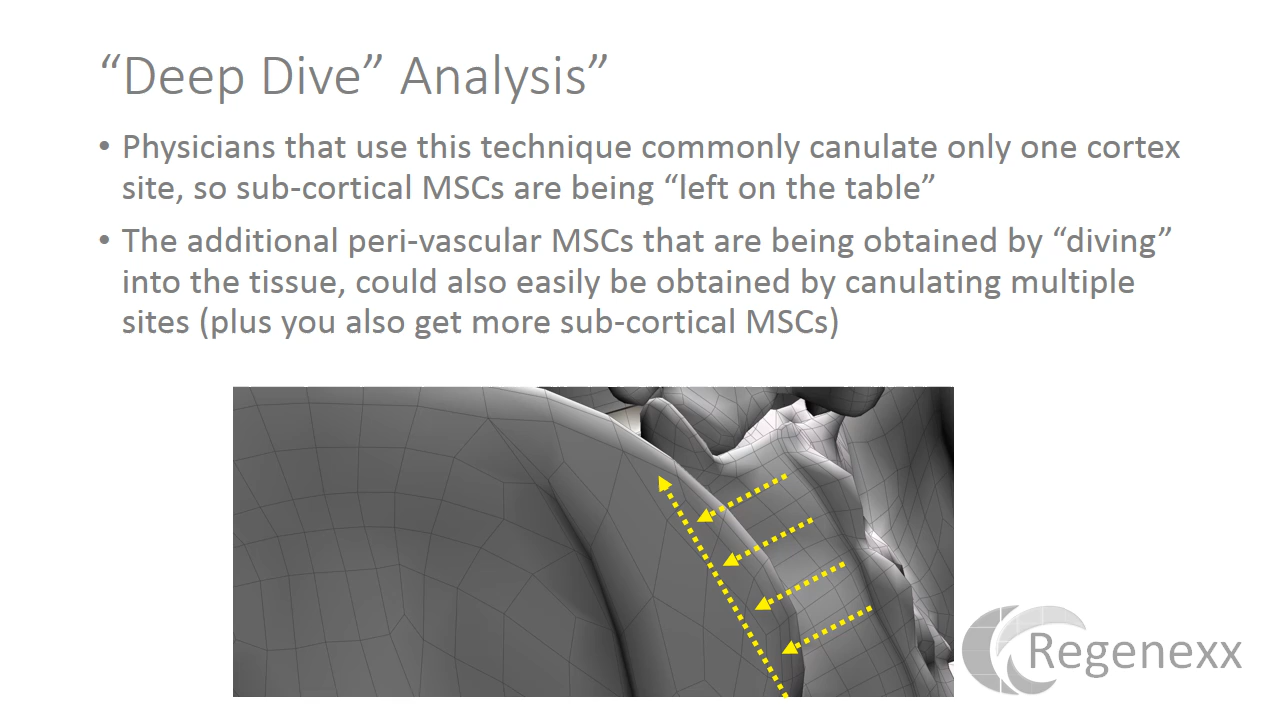 “Deep Dive” Analysis”
• Physicians that use this technique commonly canulate only one cortex
site, so sub-cortical MSCs are being “left on the table”
• The additional peri-vascular MSCs that are being obtained by “diving”
into the tissue, could also easily be obtained by canulating multiple
sites (plus you also get more sub-cortical MSCs)
Regenexx